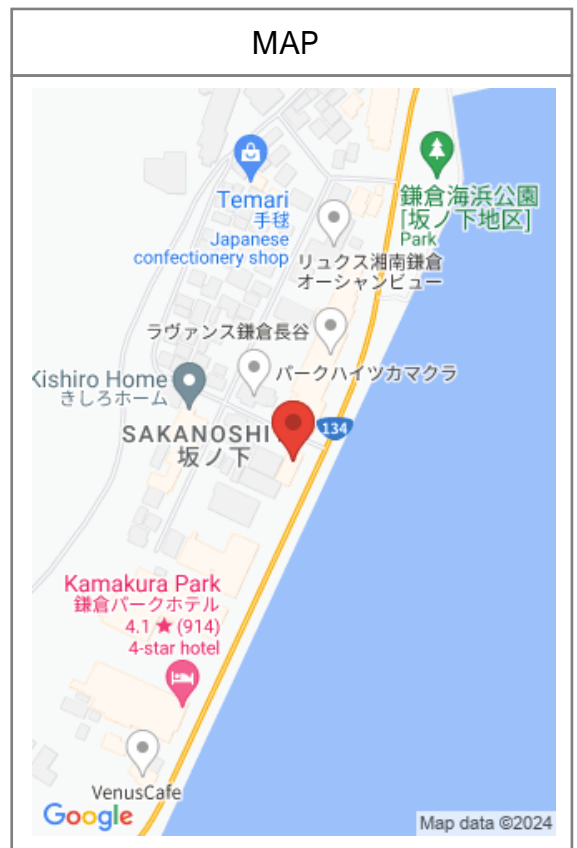 MAP
Temari
手毬
Japanese
confectionery shop
鎌倉海浜公園
[坂ノ下地区]
Park
リュクス湘南鎌倉
オーシャンビュー
ラヴァンス鎌倉長谷
パークハイツカマクラ
Kishiro Home
きしろホーム
134
SAKANOSHI
坂ノ下
Kamakura Park
鎌倉パークホテル
4.1 ★ (914)
4-star hotel
VenusCafe
Google
Map data ©2024